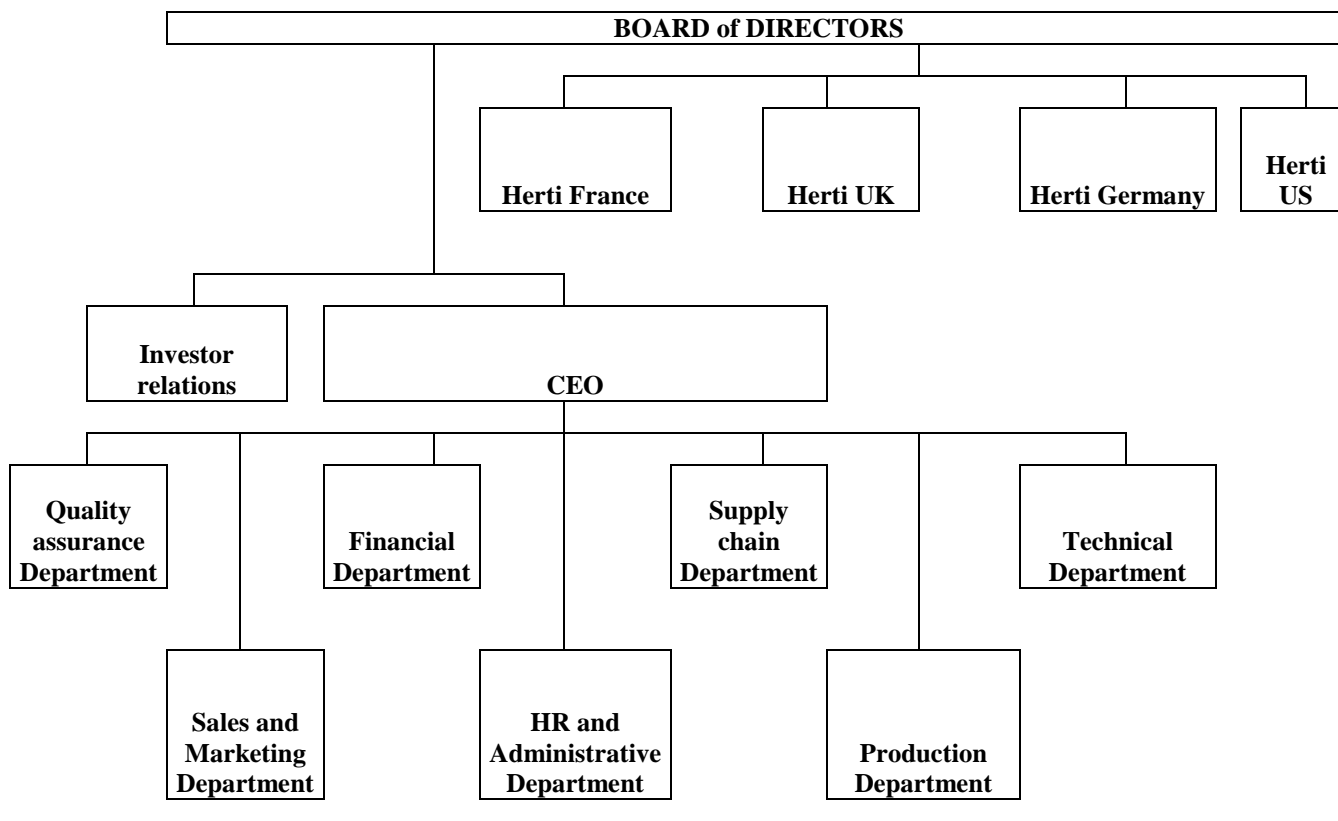 BOARD of DIRECTORS
Herti France
Herti UK
Herti Germany
Herti
US
Investor
relations
CEO
Quality
assurance
Department
Financial
Department
Supply
chain
Department
Technical
Department
Sales and
Marketing
Department
HR and
Administrative
Department
Production
Department